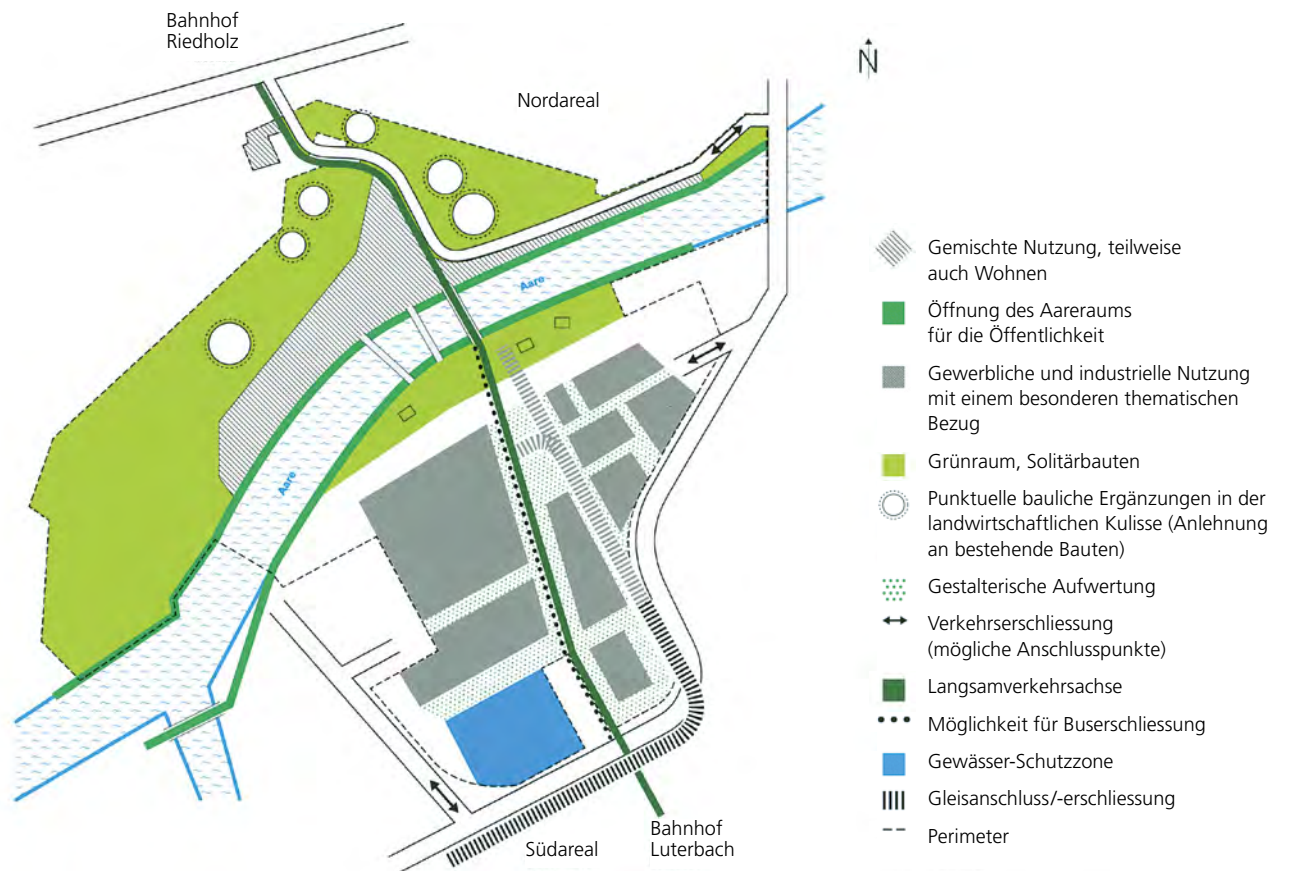 Bahnhof
Riedholz
N
Nordareal
Aare
Aare
Südareal
Bahnhof
Luterbach
Gemischte Nutzung, teilweise
auch Wohnen
Öffnung des Aareraums
für die Öffentlichkeit
Gewerbliche und industrielle Nutzung
mit einem besonderen thematischen
Bezug
Grünraum, Solitärbauten
Punktuelle bauliche Ergänzungen in der
landwirtschaftlichen Kulisse (Anlehnung
an bestehende Bauten)
Gestalterische Aufwertung
Verkehrserschliessung
(mögliche Anschlusspunkte)
Langsamverkehrsachse
Möglichkeit für Buserschliessung
Gewässer-Schutzzone
Gleisanschluss/-erschliessung
Perimeter